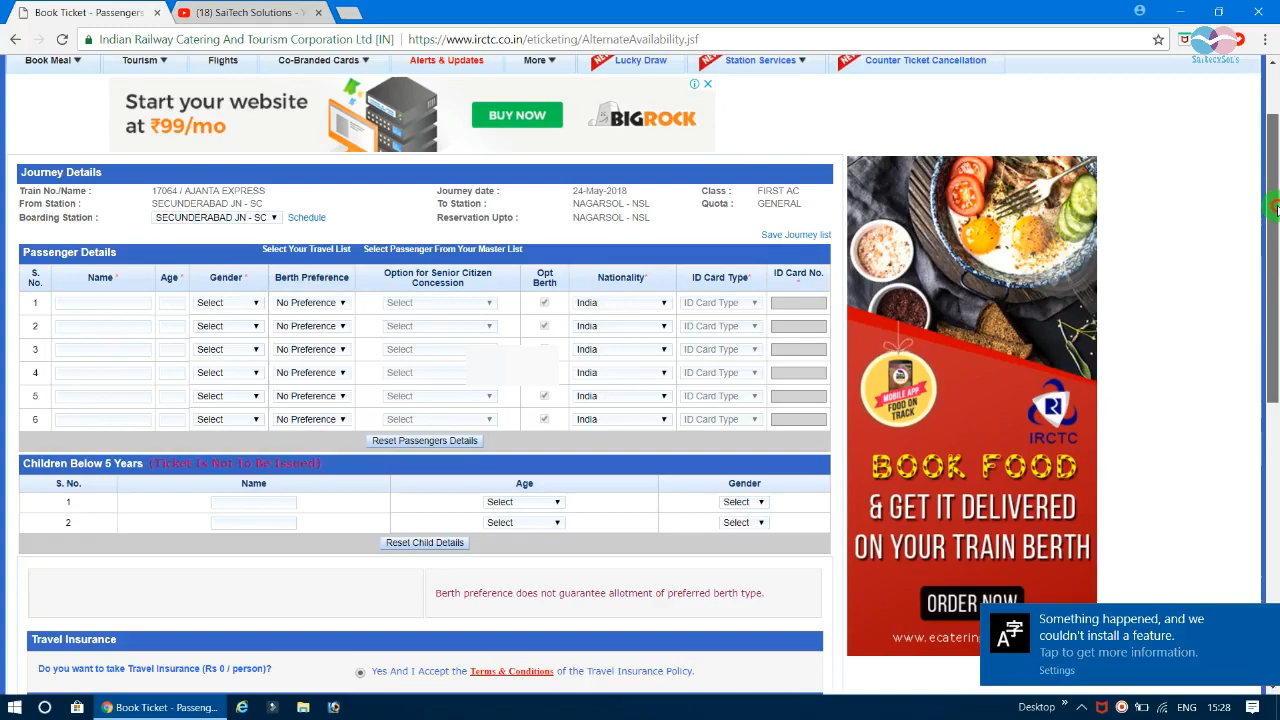 Book Ticket - Passengers
(18) SaiTech Solutions - Y
Indian Railway Catering And Tourism Corporation Ltd [IN]
https://www.irctc.co.in/eticketing/AlternateAvailability.jsf
SaiTechSol's
Book Meal
Tourism
Flights
Co-Branded Cards
Alerts & Updates
More
NEW
Lucky Draw
NEW
Station Services
NEW
Counter Ticket Cancellation
Start your website
at ₹99/mo
BUY NOW
BIGROCK
Journey Details
Train No./Name : 17064 / AJANTA EXPRESS Journey date : 24-May-2018 Class : FIRST AC
From Station : SECUNDERABAD JN - SC To Station : NAGARSOL - NSL Quota : GENERAL
Boarding Station : SECUNDERABAD JN - SC Schedule Reservation Upto : NAGARSOL - NSL
Save Journey list
Passenger Details Select Your Travel List Select Passenger From Your Master List
S. No. Name * Age * Gender * Berth Preference Option for Senior Citizen Concession Opt Berth Nationality* ID Card Type* ID Card No. *
1 Select No Preference Select India ID Card Type
2 Select No Preference Select India ID Card Type
3 Select No Preference Select India ID Card Type
4 Select No Preference Select India ID Card Type
5 Select No Preference Select India ID Card Type
6 Select No Preference Select India ID Card Type
Reset Passengers Details
Children Below 5 Years (Ticket Is Not To Be Issued)
S. No. Name Age Gender
1 Select Select
2 Select Select
Reset Child Details
Berth preference does not guarantee allotment of preferred berth type.
Travel Insurance
Do you want to take Travel Insurance (Rs 0 / person)? Yes And I Accept the Terms & Conditions of the Travel Insurance Policy.
MOBILE APP
FOOD ON
TRACK
IRCTC
BOOK FOOD
& GET IT DELIVERED
ON YOUR TRAIN BERTH
ORDER NOW
www.ecaterin
Something happened, and we
couldn't install a feature.
Tap to get more information.
Settings
Book Ticket - Passeng...
Desktop
ENG
15:28